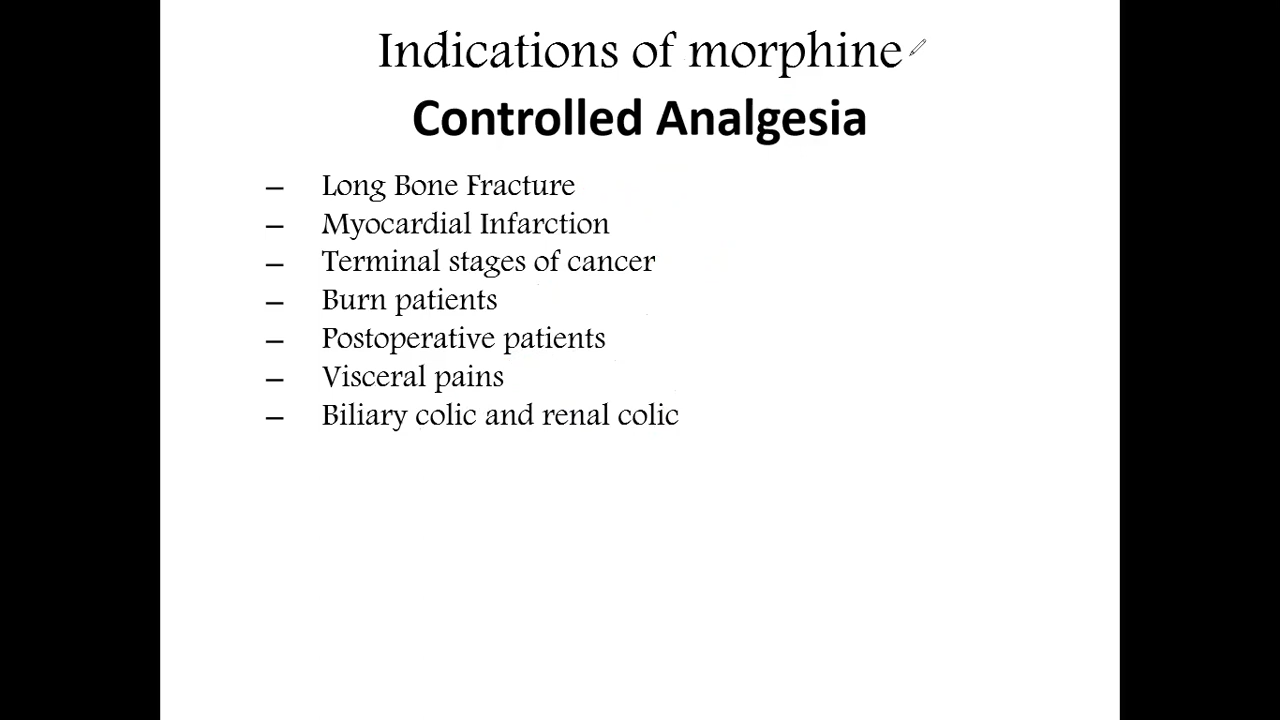 Indications of morphine
Controlled Analgesia
– Long Bone Fracture
– Myocardial Infarction
– Terminal stages of cancer
– Burn patients
– Postoperative patients
– Visceral pains
– Biliary colic and renal colic